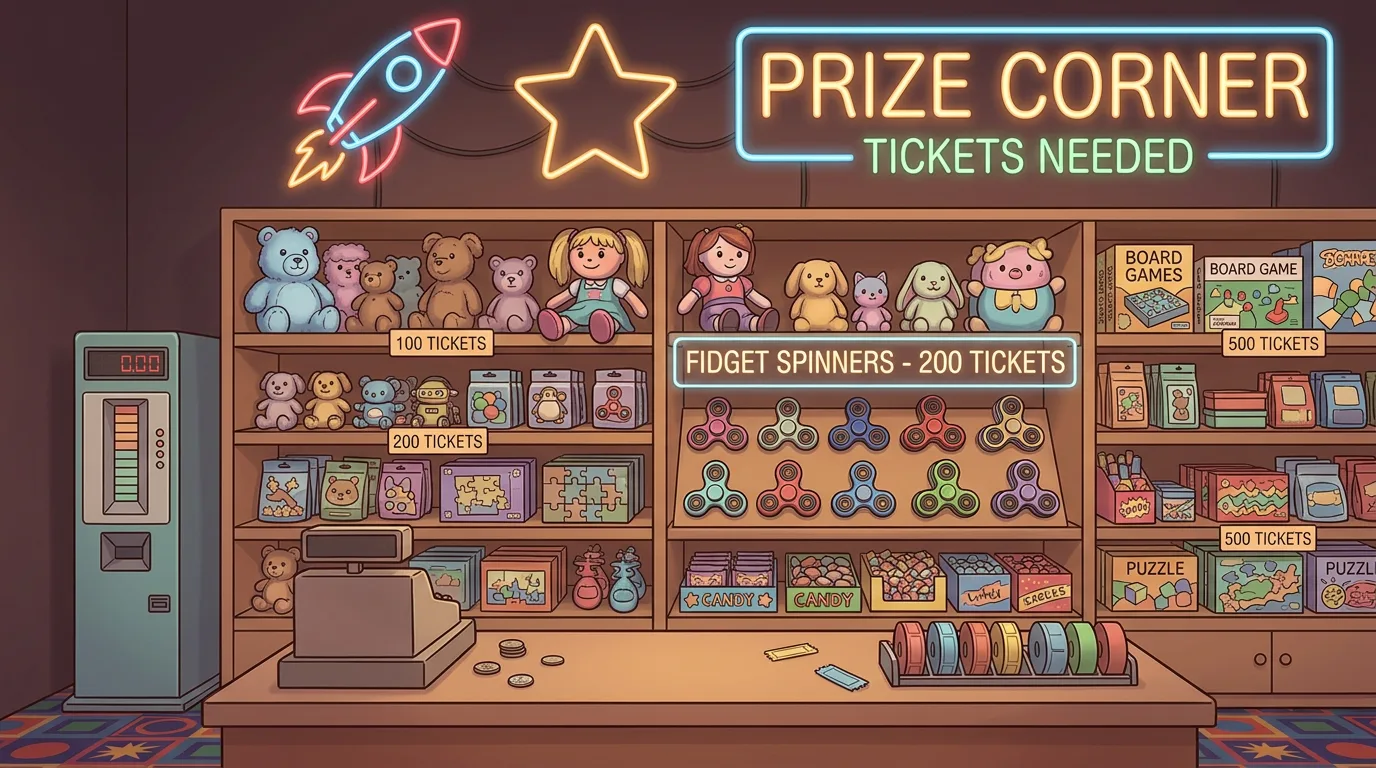 PRIZE CORNER
TICKETS NEEDED
BOARD
GAMES
BOARD GAME
100 TICKETS
FIDGET SPINNERS - 200 TICKETS
500 TICKETS
0.00
200 TICKETS
500 TICKETS
CANDY
CANDY
PUZZLE
PUZZL